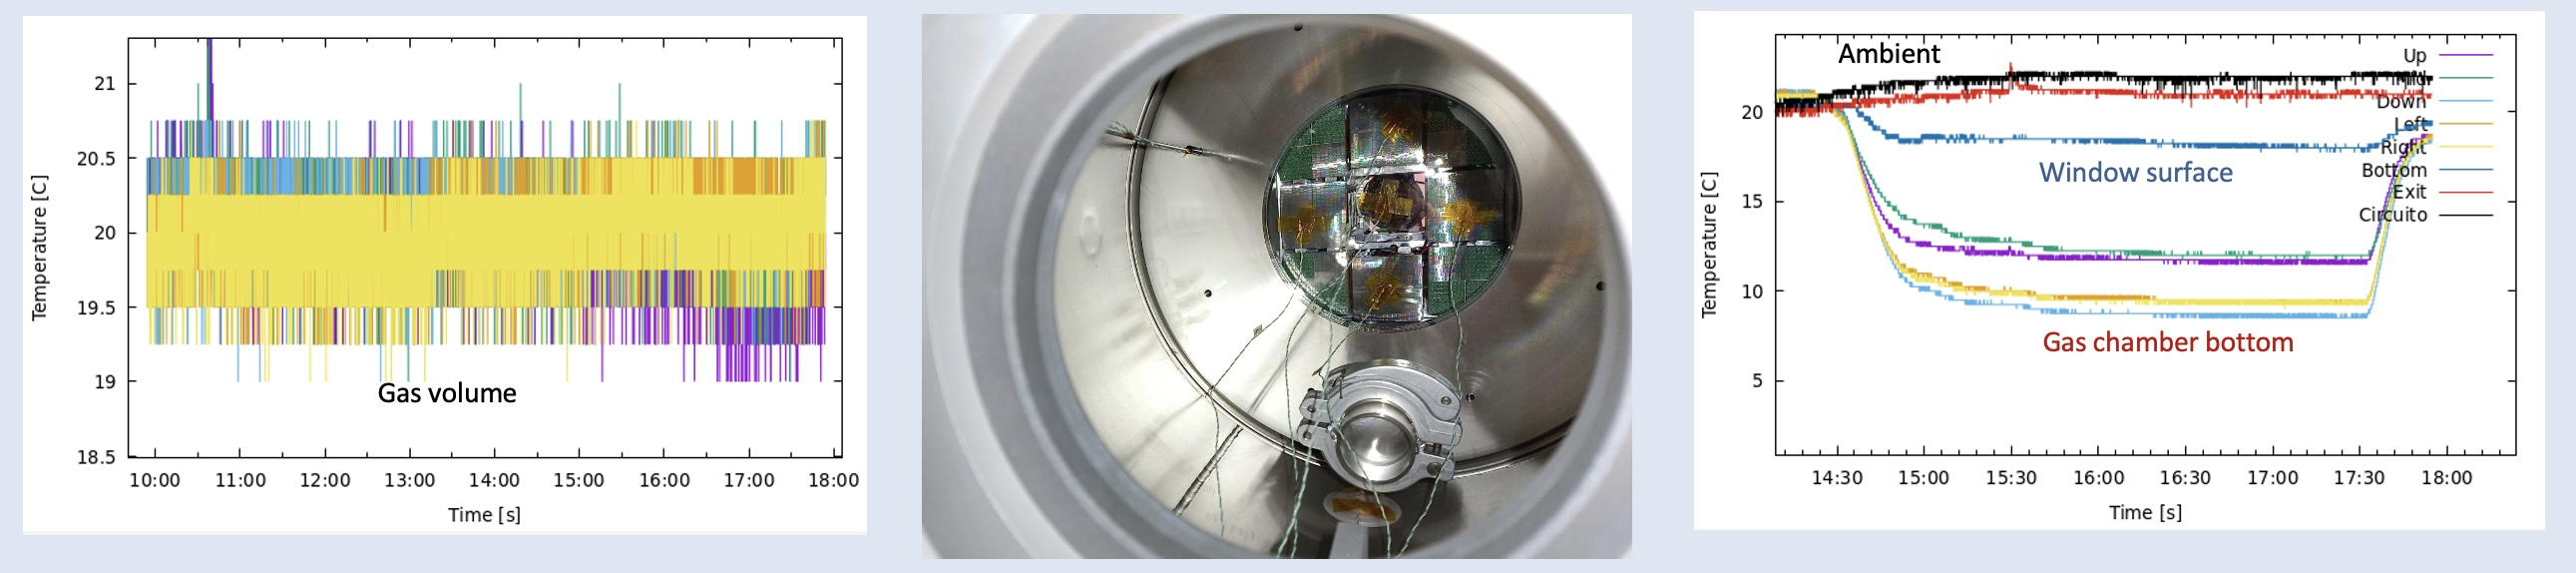 21
20.5
20
19.5
19
18.5
Temperature [C]
Gas volume
10:00 11:00 12:00 13:00 14:00 15:00 16:00 17:00 18:00
Time [s]
Ambient
Up
Mid
Down
Left
Right
Bottom
Exit
Circuito
20
15
10
5
Temperature [C]
Window surface
Gas chamber bottom
14:30 15:00 15:30 16:00 16:30 17:00 17:30 18:00
Time [s]